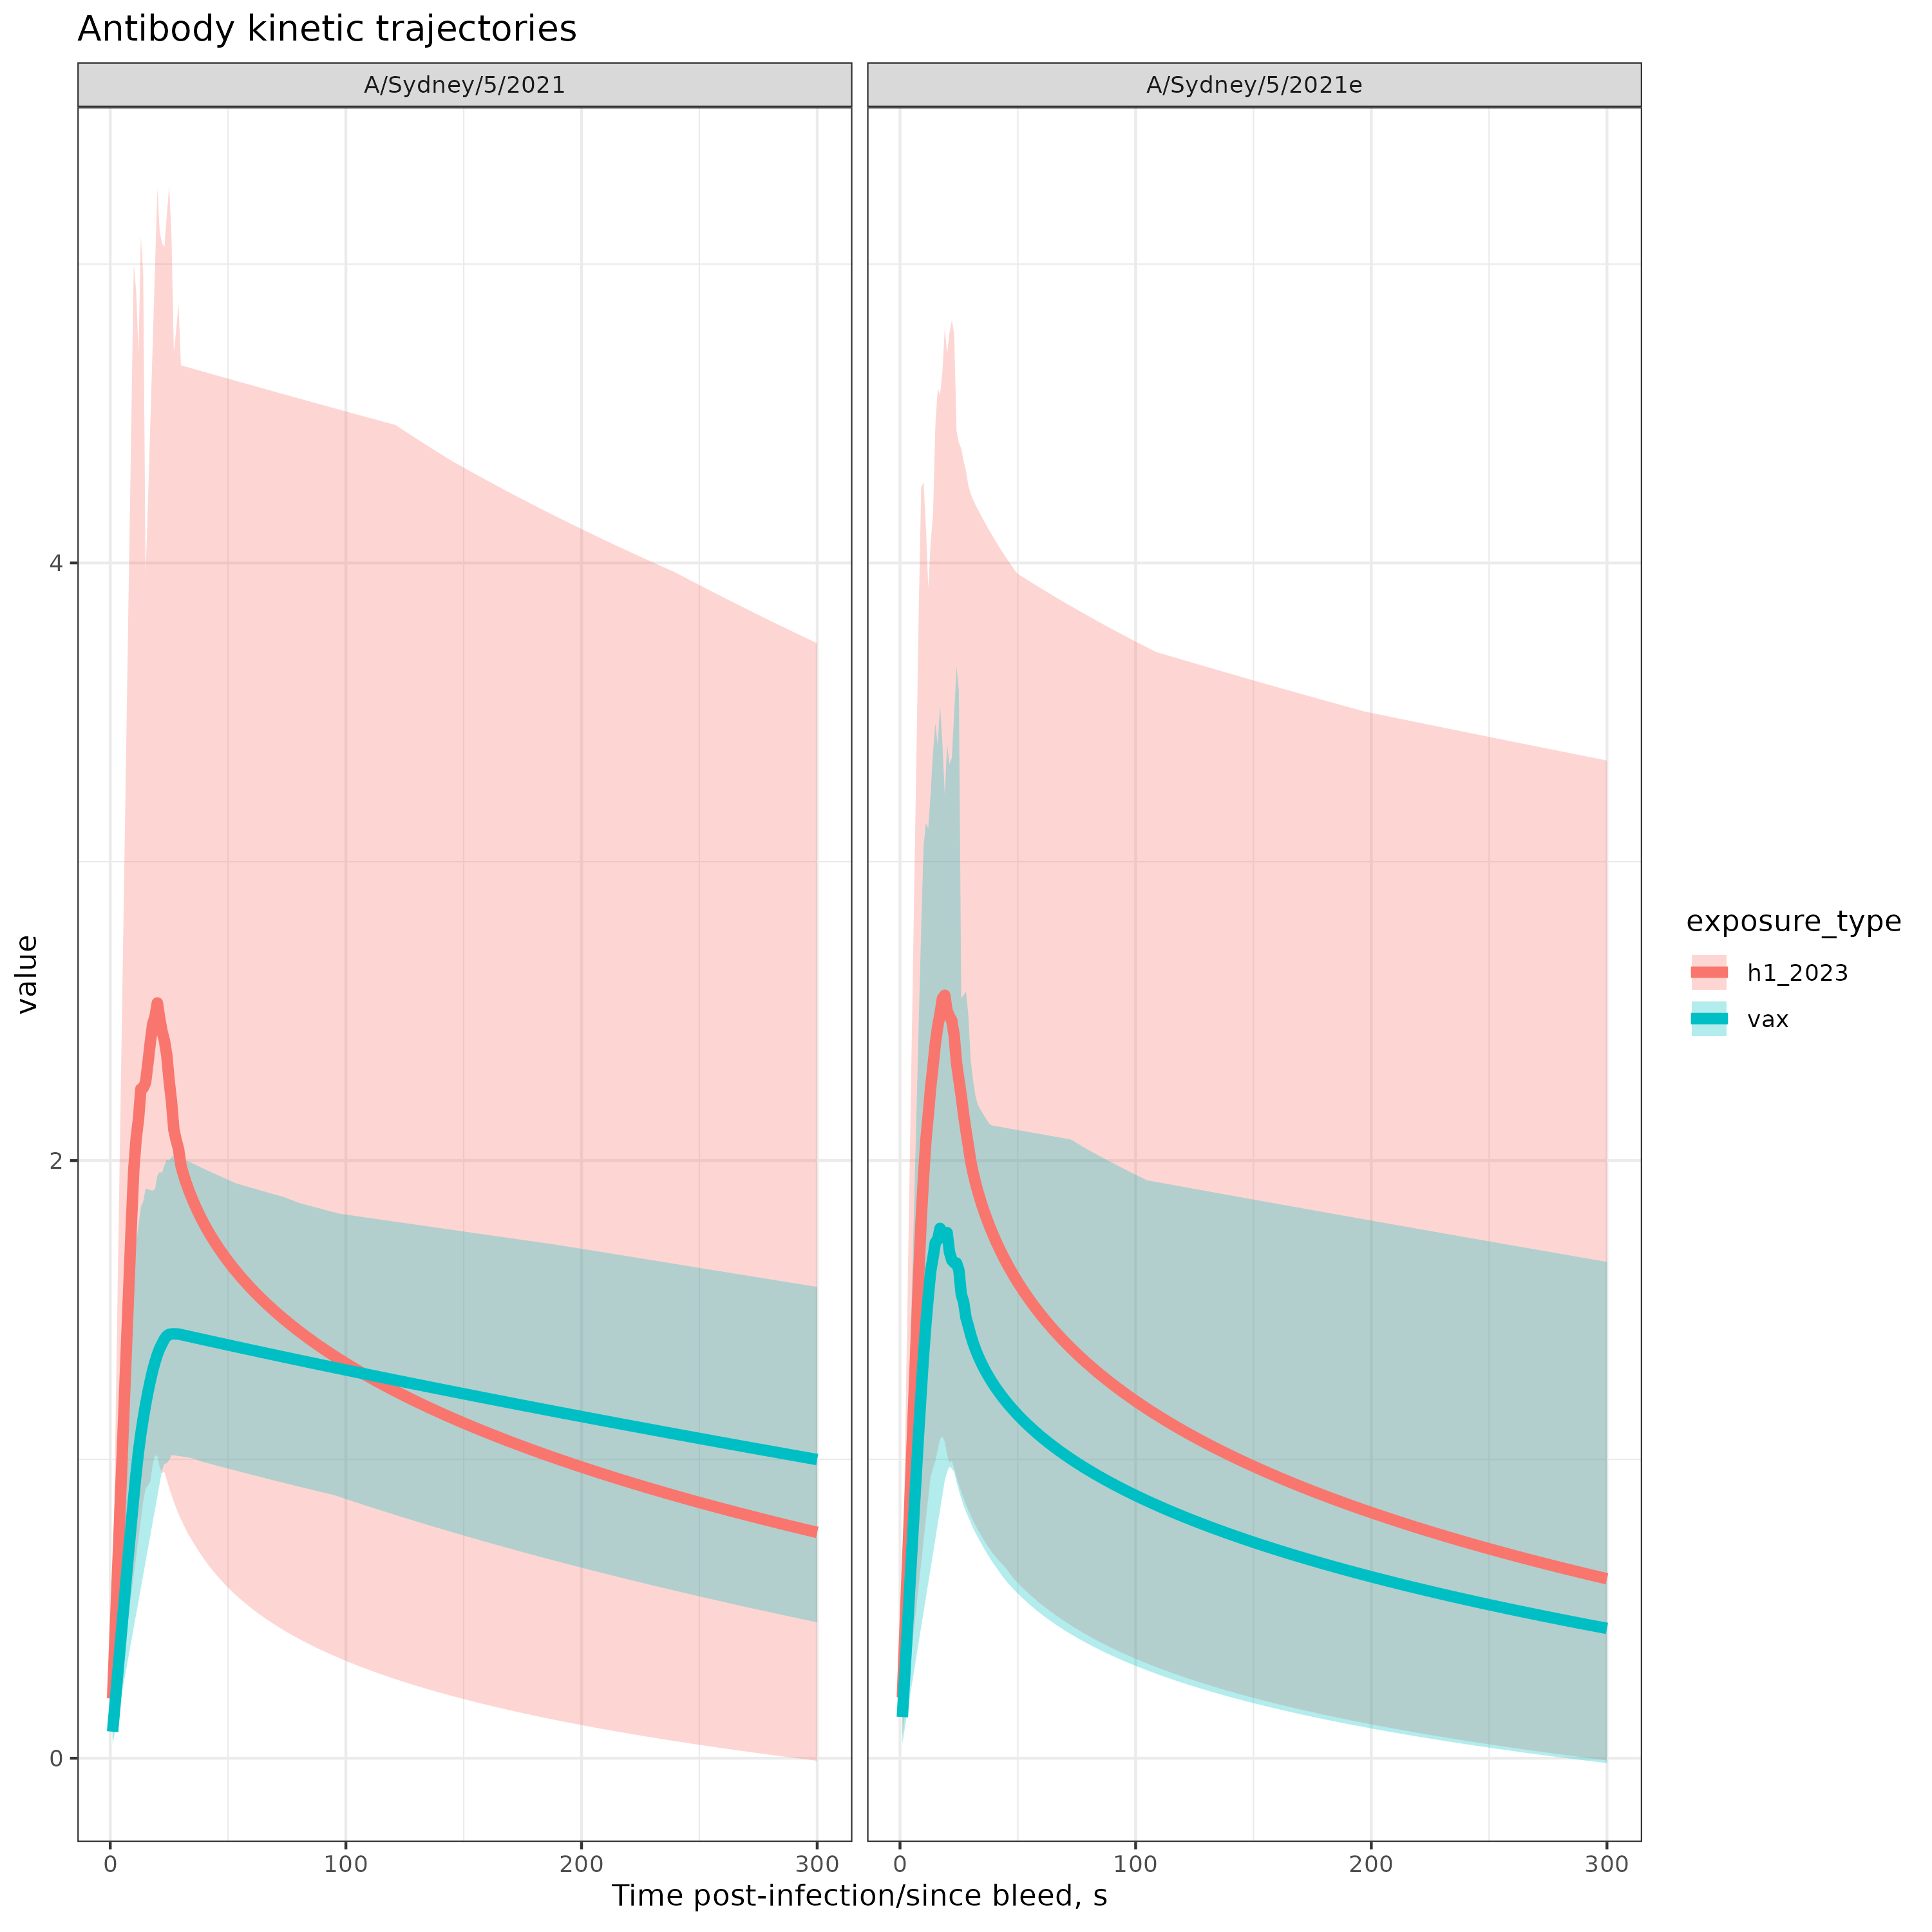 Antibody kinetic trajectories
A/Sydney/5/2021
A/Sydney/5/2021e
value
4
2
0
0
100
200
300
0
100
200
300
Time post-infection/since bleed, s
exposure_type
h1_2023
vax